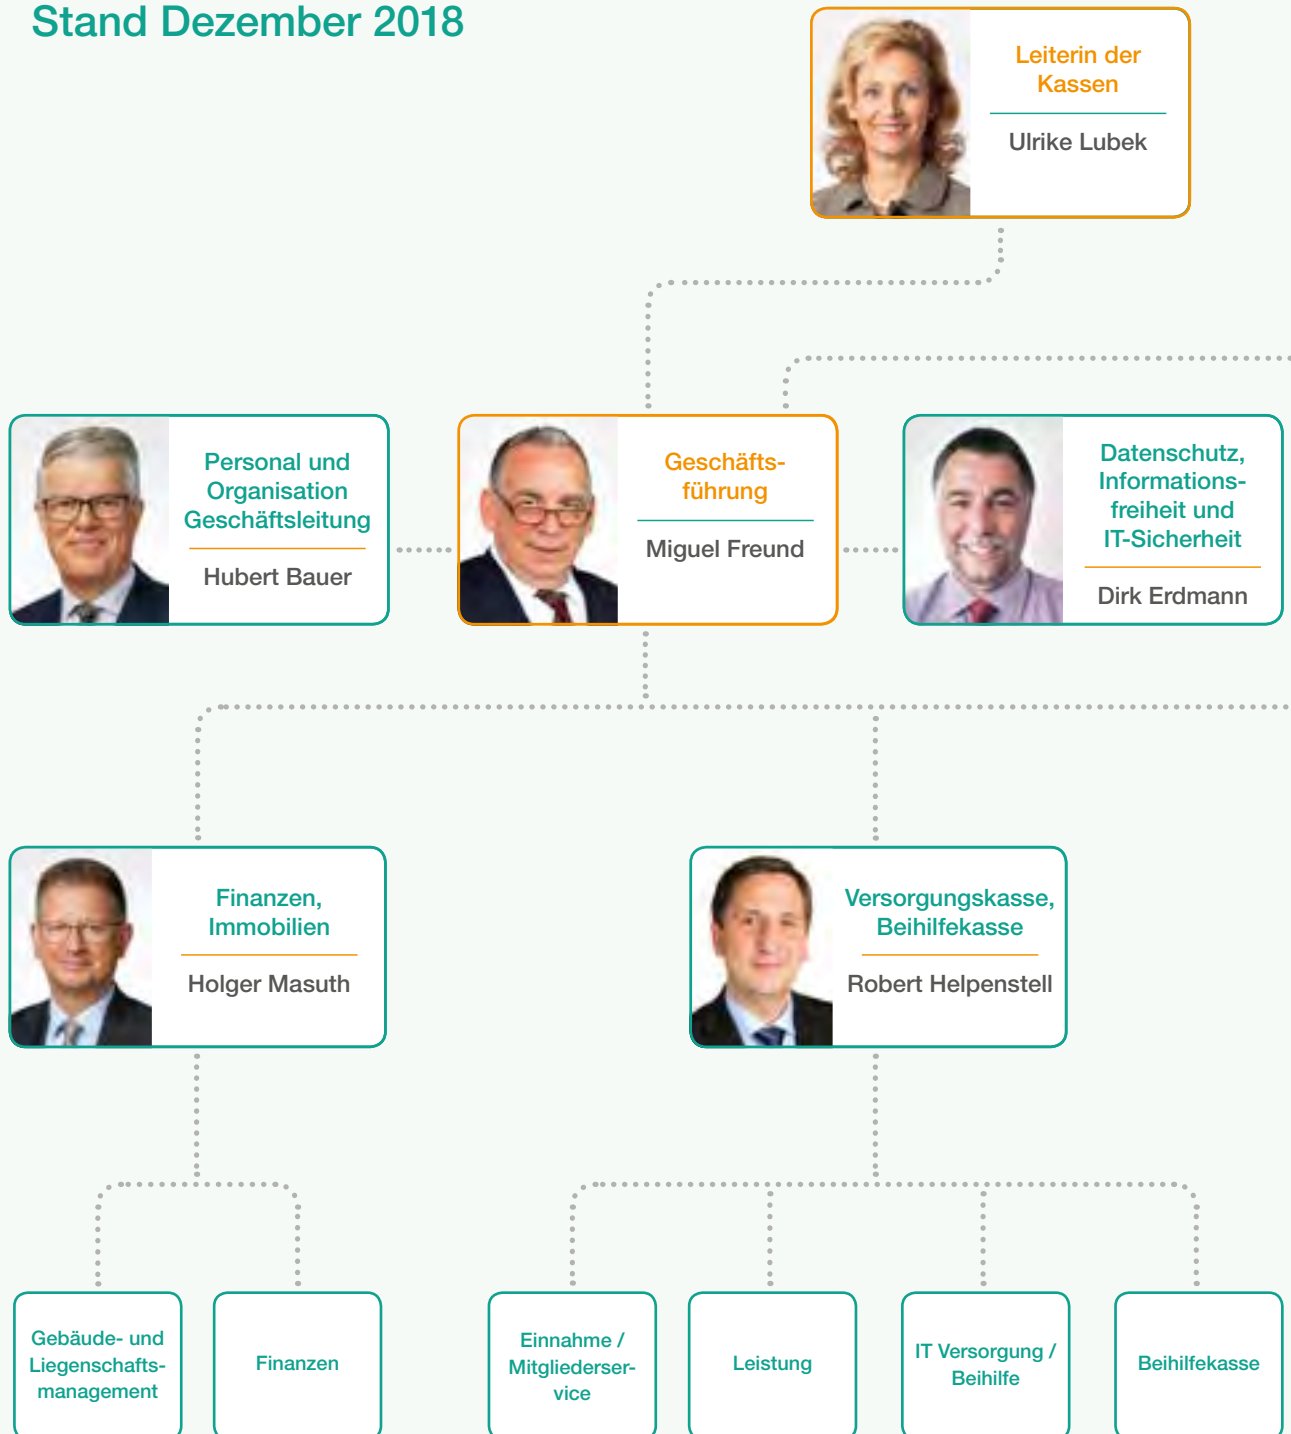 Stand Dezember 2018
Leiterin der
Kassen
Ulrike Lubek
Personal und
Organisation
Geschäftsleitung
Hubert Bauer
Geschäfts-
führung
Miguel Freund
Datenschutz,
Informations-
freiheit und
IT-Sicherheit
Dirk Erdmann
Finanzen,
Immobilien
Holger Masuth
Versorgungskasse,
Beihilfekasse
Robert Helpenstell
Gebäude- und
Liegenschafts-
management
Finanzen
Einnahme /
Mitgliederser-
vice
Leistung
IT Versorgung /
Beihilfe
Beihilfekasse